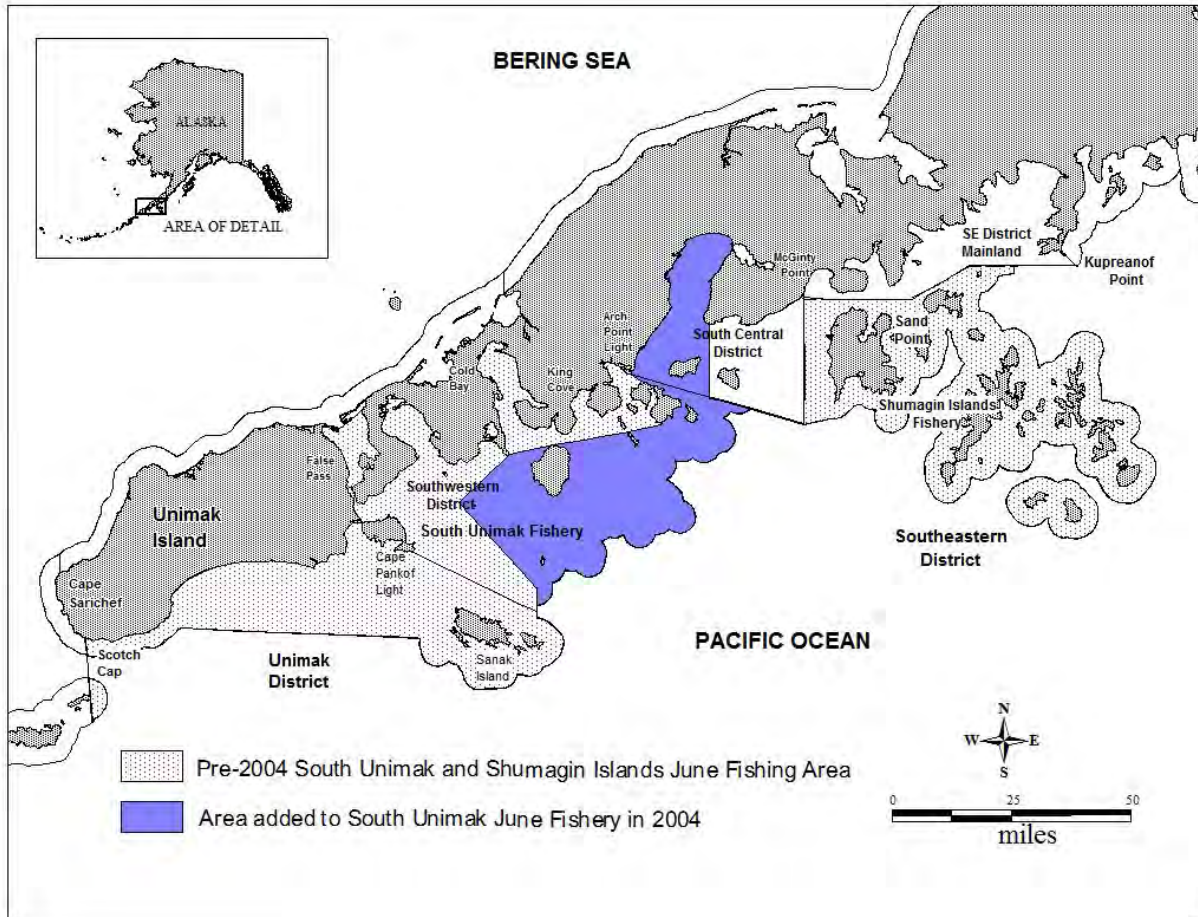 BERING SEA
ALASKA
AREA OF DETAIL
SE District
Mainland
McGinty
Point
Kupreanof
Point
Arch
Point
Light
South Central
District
Sand
Point
Cold
Bay
King
Cove
Shumagin Islands
Fishery
False
Pass
Southwestern
District
South Unimak Fishery
Unimak
Island
Southeastern
District
Cape
Pankof
Light
Cape
Sarichef
PACIFIC OCEAN
Scotch
Cap
Unimak
District
Sanak
Island
N
W E
S
Pre-2004 South Unimak and Shumagin Islands June Fishing Area
Area added to South Unimak June Fishery in 2004
0 25 50
miles